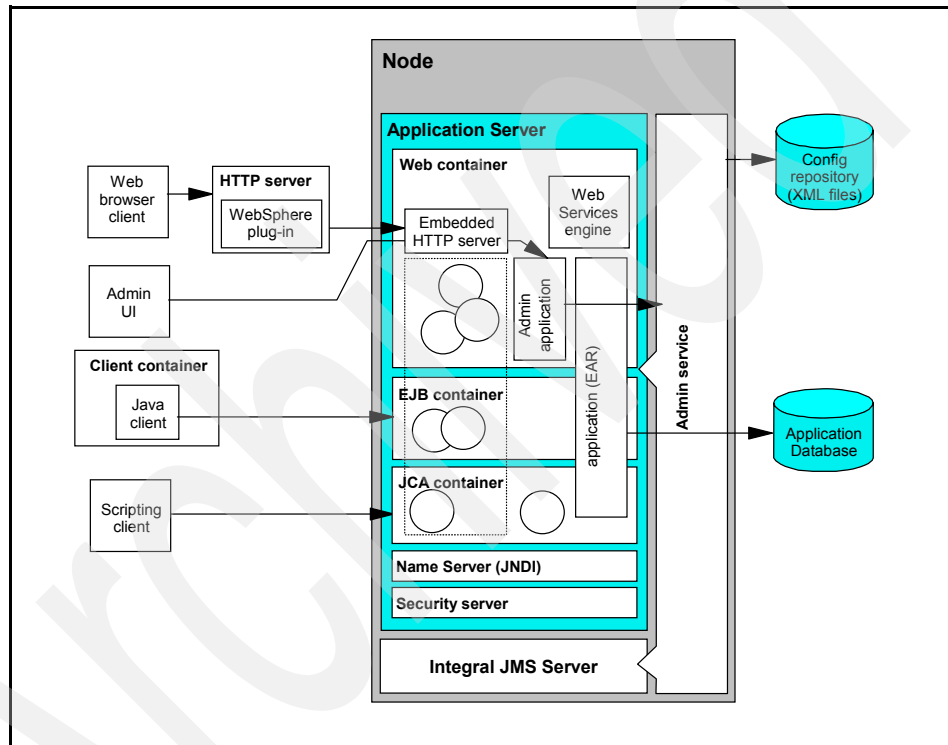 Node
Application Server
Web container
Web
Services
engine
Embedded
HTTP server
Admin
application
application (EAR)
EJB container
JCA container
Name Server (JNDI)
Security server
Integral JMS Server
Admin service
Web
browser
client
HTTP server
WebSphere
plug-in
Admin
UI
Client container
Java
client
Scripting
client
Config
repository
(XML files)
Application
Database
Archived